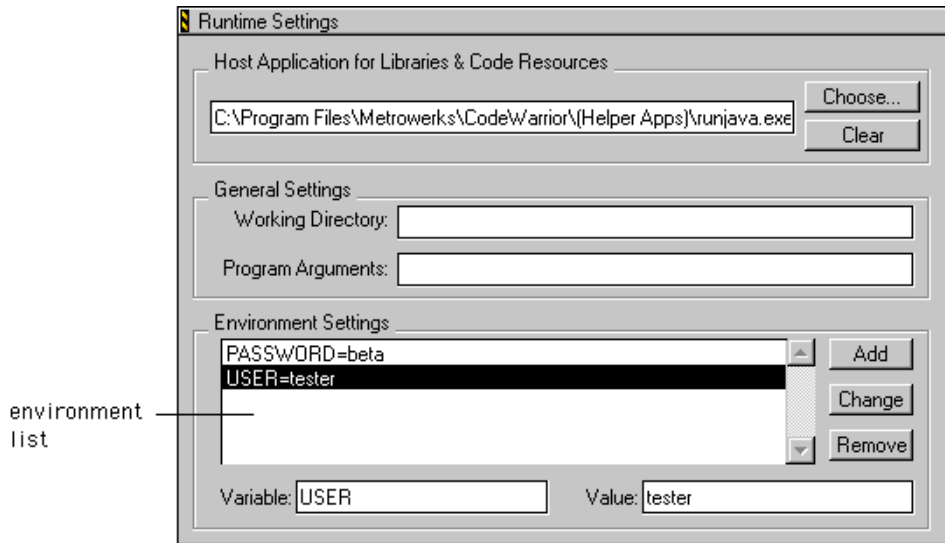 Runtime Settings
Host Application for Libraries & Code Resources
C:\Program Files\Metrowerks\CodeWarrior\(Helper Apps)\runjava.exe
Choose...
Clear
General Settings
Working Directory:
Program Arguments:
Environment Settings
PASSWORD=beta
USER=tester
Add
Change
Remove
environment
list
Variable: USER
Value: tester